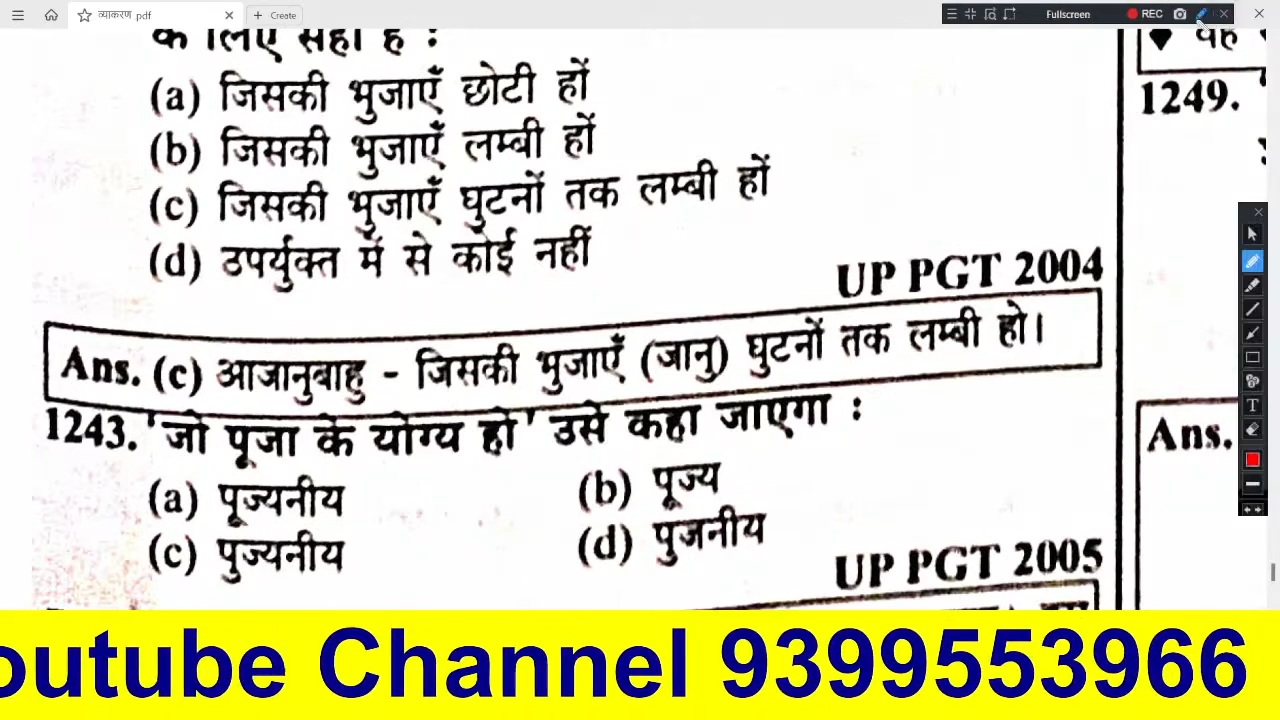 व्याकरण pdf
Create
Fullscreen
REC
के लिए सही है :
(a) जिसकी भुजाएँ छोटी हों
(b) जिसकी भुजाएँ लम्बी हों
(c) जिसकी भुजाएँ घुटनों तक लम्बी हों
(d) उपर्युक्त में से कोई नहीं
UP PGT 2004
Ans. (c) आजानुबाहु - जिसकी भुजाएँ (जानु) घुटनों तक लम्बी हो।
1243. 'जो पूजा के योग्य हो' उसे कहा जाएगा :
(a) पूज्यनीय
(b) पूज्य
(c) पुज्यनीय
(d) पुजनीय
UP PGT 2005
यह
1249.
Ans.
outube Channel 9399553966